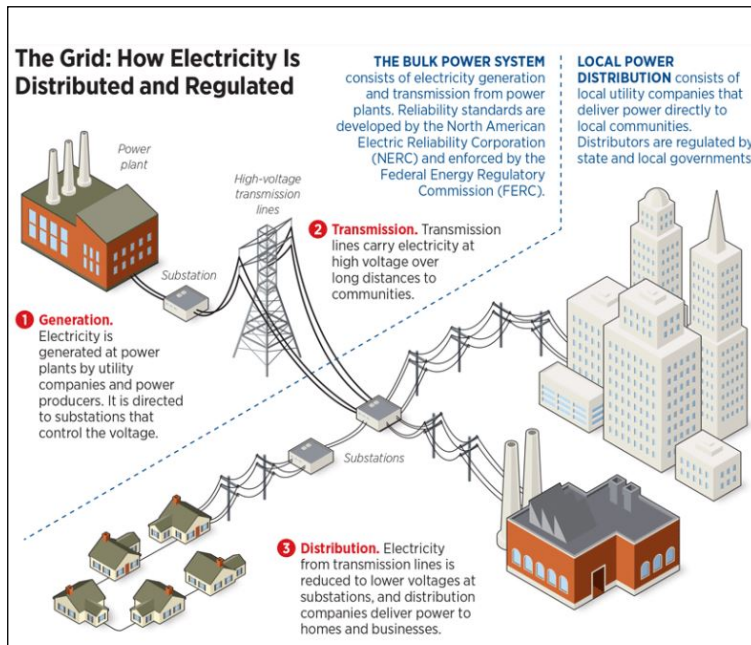 The Grid: How Electricity Is
Distributed and Regulated
THE BULK POWER SYSTEM
consists of electricity generation
and transmission from power
plants. Reliability standards are
developed by the North American
Electric Reliability Corporation
(NERC) and enforced by the
Federal Energy Regulatory
Commission (FERC).
LOCAL POWER
DISTRIBUTION consists of
local utility companies that
deliver power directly to
local communities.
Distributors are regulated by
state and local governments
Power
plant
High-voltage
transmission
lines
Substation
1 Generation.
Electricity is
generated at power
plants by utility
companies and power
producers. It is directed
to substations that
control the voltage.
2 Transmission. Transmission
lines carry electricity at
high voltage over
long distances to
communities.
Substations
3 Distribution. Electricity
from transmission lines is
reduced to lower voltages at
substations, and distribution
companies deliver power to
homes and businesses.